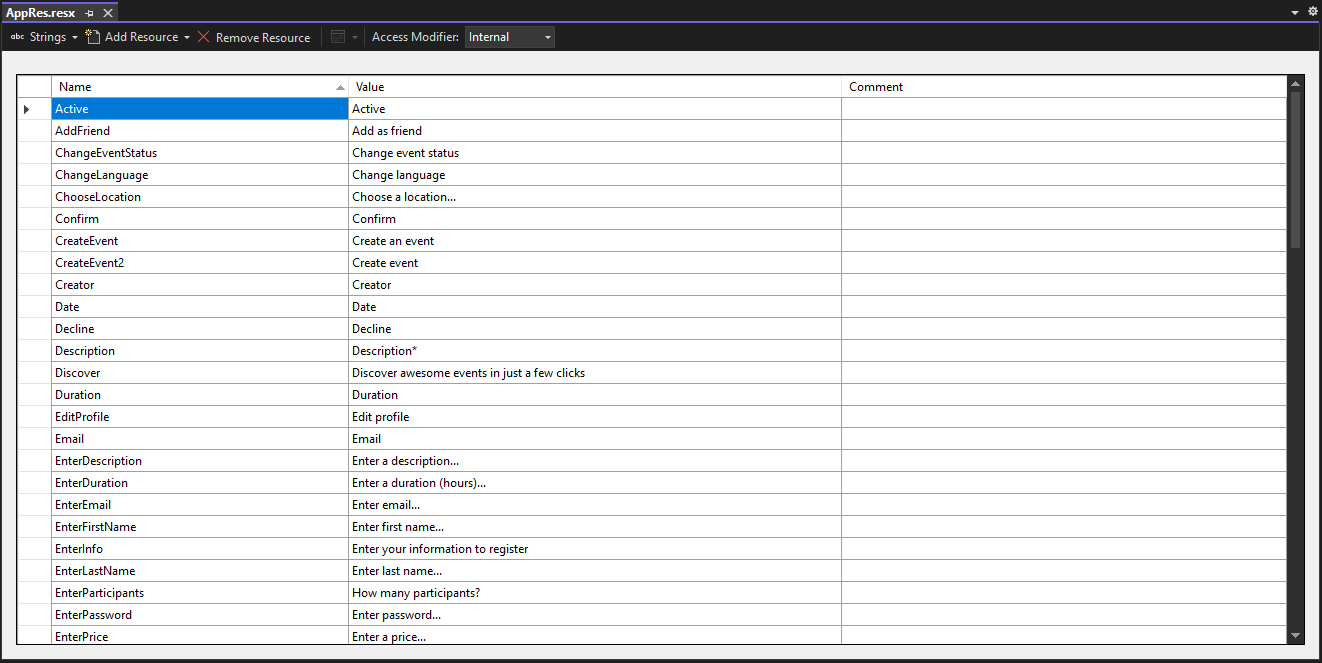 AppRes.resx
abc Strings Add Resource Remove Resource Access Modifier: Internal
Name Value Comment
Active Active
AddFriend Add as friend
ChangeEventStatus Change event status
ChangeLanguage Change language
ChooseLocation Choose a location...
Confirm Confirm
CreateEvent Create an event
CreateEvent2 Create event
Creator Creator
Date Date
Decline Decline
Description Description*
Discover Discover awesome events in just a few clicks
Duration Duration
EditProfile Edit profile
Email Email
EnterDescription Enter a description...
EnterDuration Enter a duration (hours)...
EnterEmail Enter email...
EnterFirstName Enter first name...
EnterInfo Enter your information to register
EnterLastName Enter last name...
EnterParticipants How many participants?
EnterPassword Enter password...
EnterPrice Enter a price...